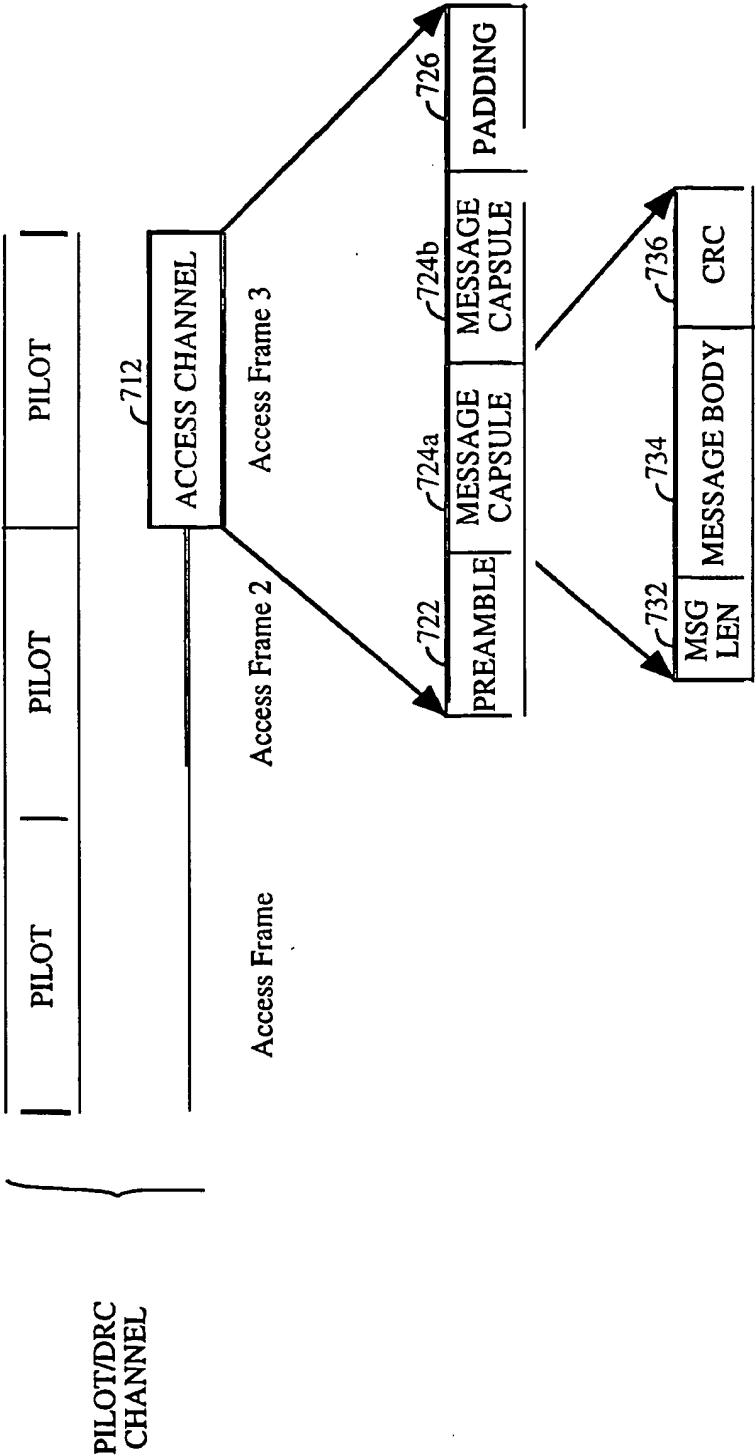 PILOT/DRC
CHANNEL
PILOT
PILOT
PILOT
712
ACCESS CHANNEL
Access Frame
Access Frame 2
Access Frame 3
722
724a
724b
726
PREAMBLE
MESSAGE
CAPSULE
MESSAGE
CAPSULE
PADDING
732
734
736
MSG
LEN
MESSAGE BODY
CRC